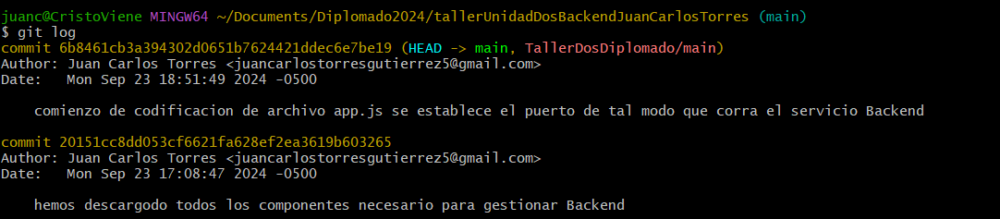 juanc@CristoViene MINGW64 ~/Documents/Diplomado2024/tallerUnidadDosBackendJuanCarlosTorres (main)
$ git log
commit 6b8461cb3a394302d0651b7624421ddec6e7be19 (HEAD -> main, TallerDosDiplomado/main)
Author: Juan Carlos Torres <juancarlostorresgutierrez5@gmail.com>
Date:   Mon Sep 23 18:51:49 2024 -0500
    comienzo de codificacion de archivo app.js se establece el puerto de tal modo que corra el servicio Backend
commit 20151cc8dd053cf6621fa628ef2ea3619b603265
Author: Juan Carlos Torres <juancarlostorresgutierrez5@gmail.com>
Date:   Mon Sep 23 17:08:47 2024 -0500
    hemos descargodo todos los componentes necesario para gestionar Backend